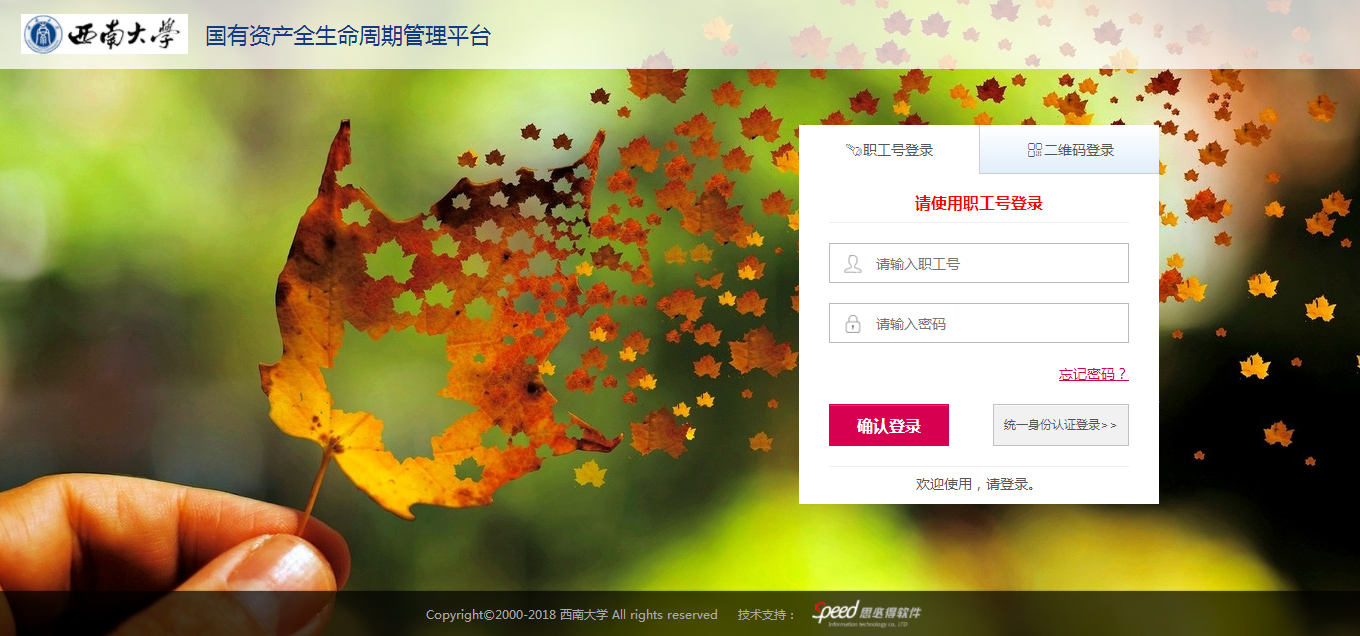 西南大学 国有资产全生命周期管理平台
职工号登录 二维码登录
请使用职工号登录
请输入职工号
请输入密码
忘记密码？
确认登录 统一身份认证登录>>
欢迎使用，请登录。
Copyright©2000-2018 西南大学 All rights reserved 技术支持： Speed 思必得软件
Information technology co., LTD